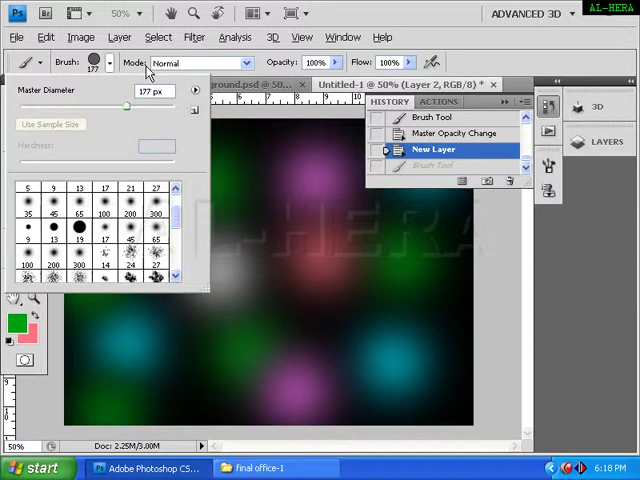 AL-HERA
Ps Br 50% ADVANCED 3D
File Edit Image Layer Select Filter Analysis 3D View Window Help
Brush: 177 Mode: Normal Opacity: 100% Flow: 100%
ground.psd @ 50... Untitled-1 @ 50% (Layer 2, RGB/8) *
Master Diameter 177 px
Use Sample Size
Hardness:
5 9 13 17 21 27
35 45 65 100 200 300
9 13 19 17 45 65
100 200 300 14 24 27
HISTORY ACTIONS
Brush Tool
Master Opacity Change
New Layer
Brush Tool
3D
LAYERS
AL-HERA
50% Doc: 2.25M/3.00M
start Adobe Photoshop CS... final office-1 6:18 PM